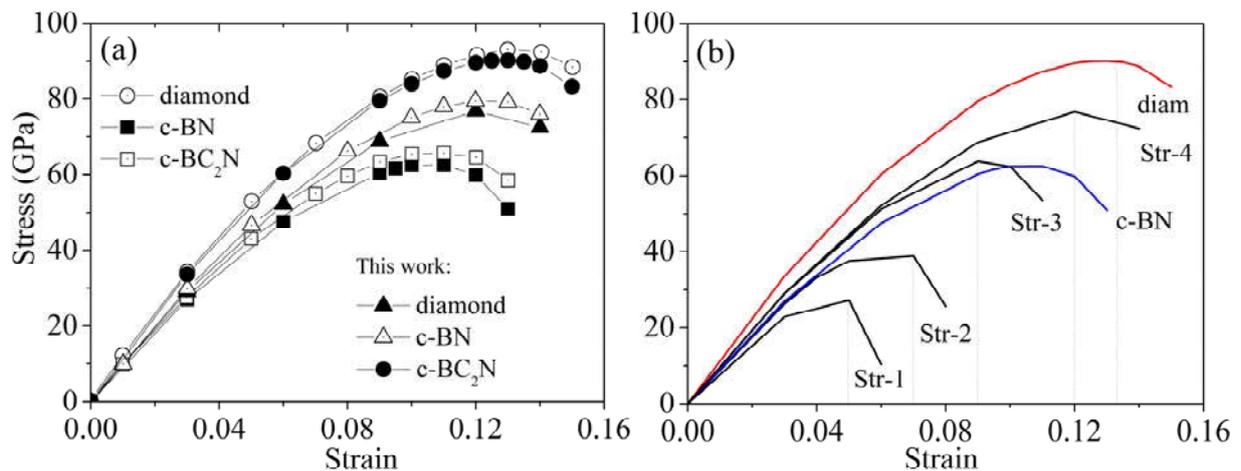 (a)
diamond
c-BN
c-BC₂N
This work:
diamond
c-BN
c-BC₂N
Stress (GPa)
100
80
60
40
20
0
0.00 0.04 0.08 0.12 0.16
Strain
(b)
100
80
60
40
20
0
diam
Str-4
Str-3
c-BN
Str-2
Str-1
0.00 0.04 0.08 0.12 0.16
Strain